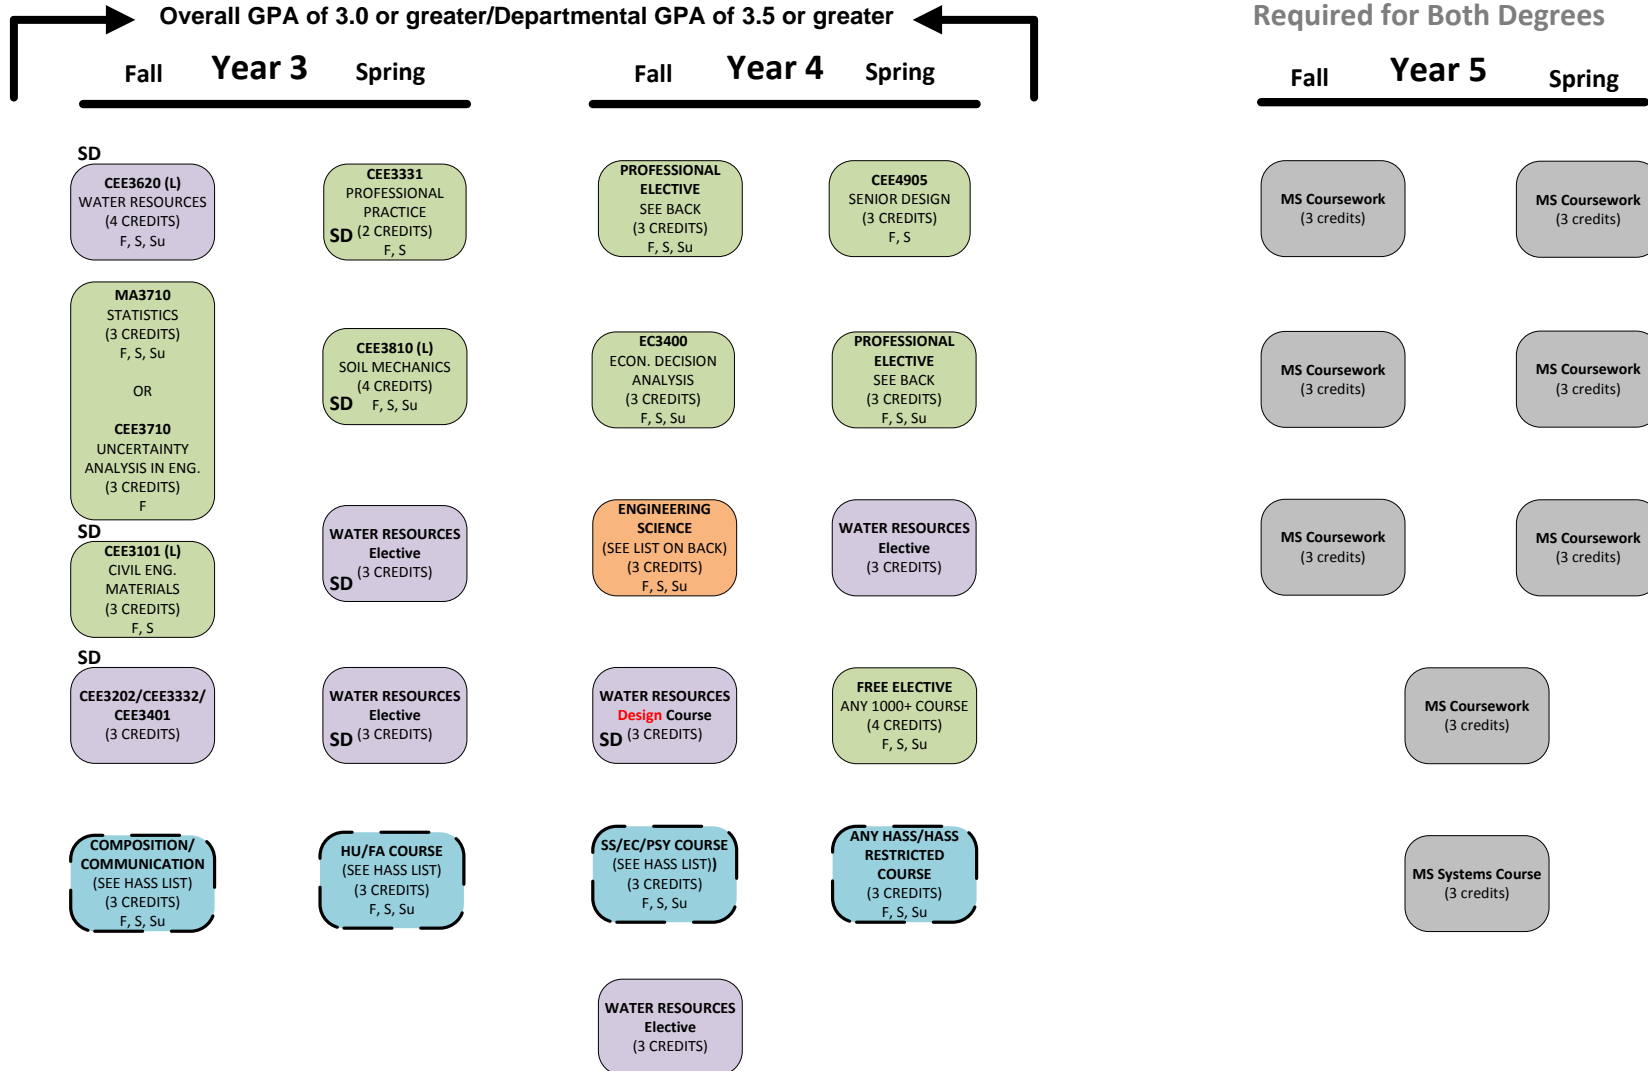 Overall GPA of 3.0 or greater/Departmental GPA of 3.5 or greater
Required for Both Degrees
Fall
Year 3
Spring
Fall
Year 4
Spring
Fall
Year 5
Spring
SD
CEE3620 (L)
WATER RESOURCES
(4 CREDITS)
F, S, Su
MA3710
STATISTICS
(3 CREDITS)
F, S, Su
OR
CEE3710
UNCERTAINTY
ANALYSIS IN ENG.
(3 CREDITS)
F
SD
CEE3101 (L)
CIVIL ENG.
MATERIALS
(3 CREDITS)
F, S
SD
CEE3202/CEE3332/
CEE3401
(3 CREDITS)
COMPOSITION/
COMMUNICATION
(SEE HASS LIST)
(3 CREDITS)
F, S, Su
CEE3331
PROFESSIONAL
PRACTICE
SD (2 CREDITS)
F, S
CEE3810 (L)
SOIL MECHANICS
(4 CREDITS)
SD F, S, Su
WATER RESOURCES
Elective
SD (3 CREDITS)
WATER RESOURCES
Elective
SD (3 CREDITS)
HU/FA COURSE
(SEE HASS LIST)
(3 CREDITS)
F, S, Su
PROFESSIONAL
ELECTIVE
SEE BACK
(3 CREDITS)
F, S, Su
EC3400
ECON. DECISION
ANALYSIS
(3 CREDITS)
F, S, Su
ENGINEERING
SCIENCE
(SEE LIST ON BACK)
(3 CREDITS)
F, S, Su
WATER RESOURCES
Design Course
SD (3 CREDITS)
SS/EC/PSY COURSE
(SEE HASS LIST))
(3 CREDITS)
F, S, Su
WATER RESOURCES
Elective
(3 CREDITS)
CEE4905
SENIOR DESIGN
(3 CREDITS)
F, S
PROFESSIONAL
ELECTIVE
SEE BACK
(3 CREDITS)
F, S, Su
WATER RESOURCES
Elective
(3 CREDITS)
FREE ELECTIVE
ANY 1000+ COURSE
(4 CREDITS)
F, S, Su
ANY HASS/HASS
RESTRICTED
COURSE
(3 CREDITS)
F, S, Su
MS Coursework
(3 credits)
MS Coursework
(3 credits)
MS Coursework
(3 credits)
MS Coursework
(3 credits)
MS Coursework
(3 credits)
MS Coursework
(3 credits)
MS Coursework
(3 credits)
MS Systems Course
(3 credits)